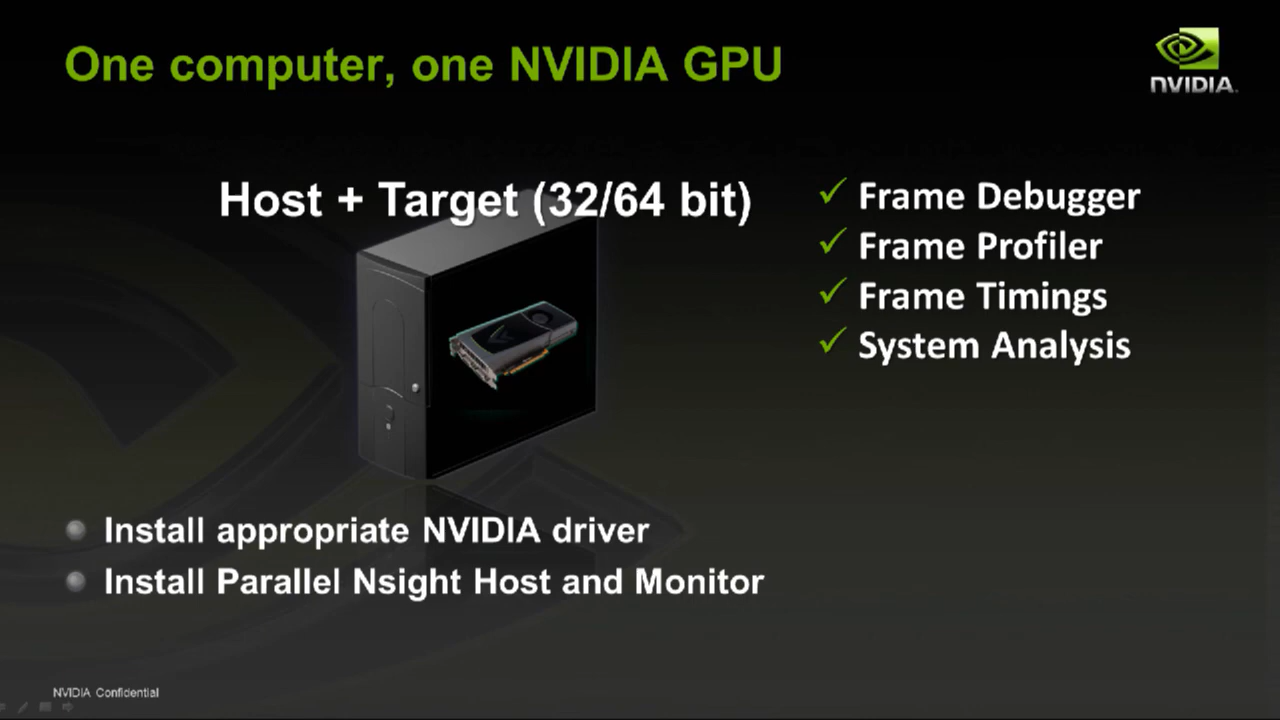 One computer, one NVIDIA GPU
NVIDIA.
Host + Target (32/64 bit)
✓ Frame Debugger
✓ Frame Profiler
✓ Frame Timings
✓ System Analysis
Install appropriate NVIDIA driver
Install Parallel Nsight Host and Monitor
NVIDIA Confidential